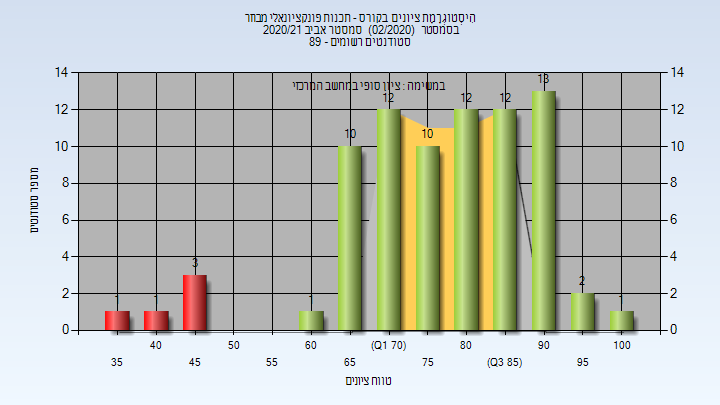 היסטוגרמת ציונים בקורס - תכנות פונקציונאלי מבחר
בסמסטר (02/2020) סמסטר אביב 2020/21
סטודנטים רשומים - 89
במשימה : ציון סופי במחשב המרכזי
מספר סטודנטים
14 14
12 12
10 10
8 8
6 6
4 4
2 2
0 0
1 1 3 1 10 12 10 12 12 13 2 1
40 50 60 (Q1 70) 80 90 100
35 45 55 65 75 (Q3 85) 95
טווח ציונים